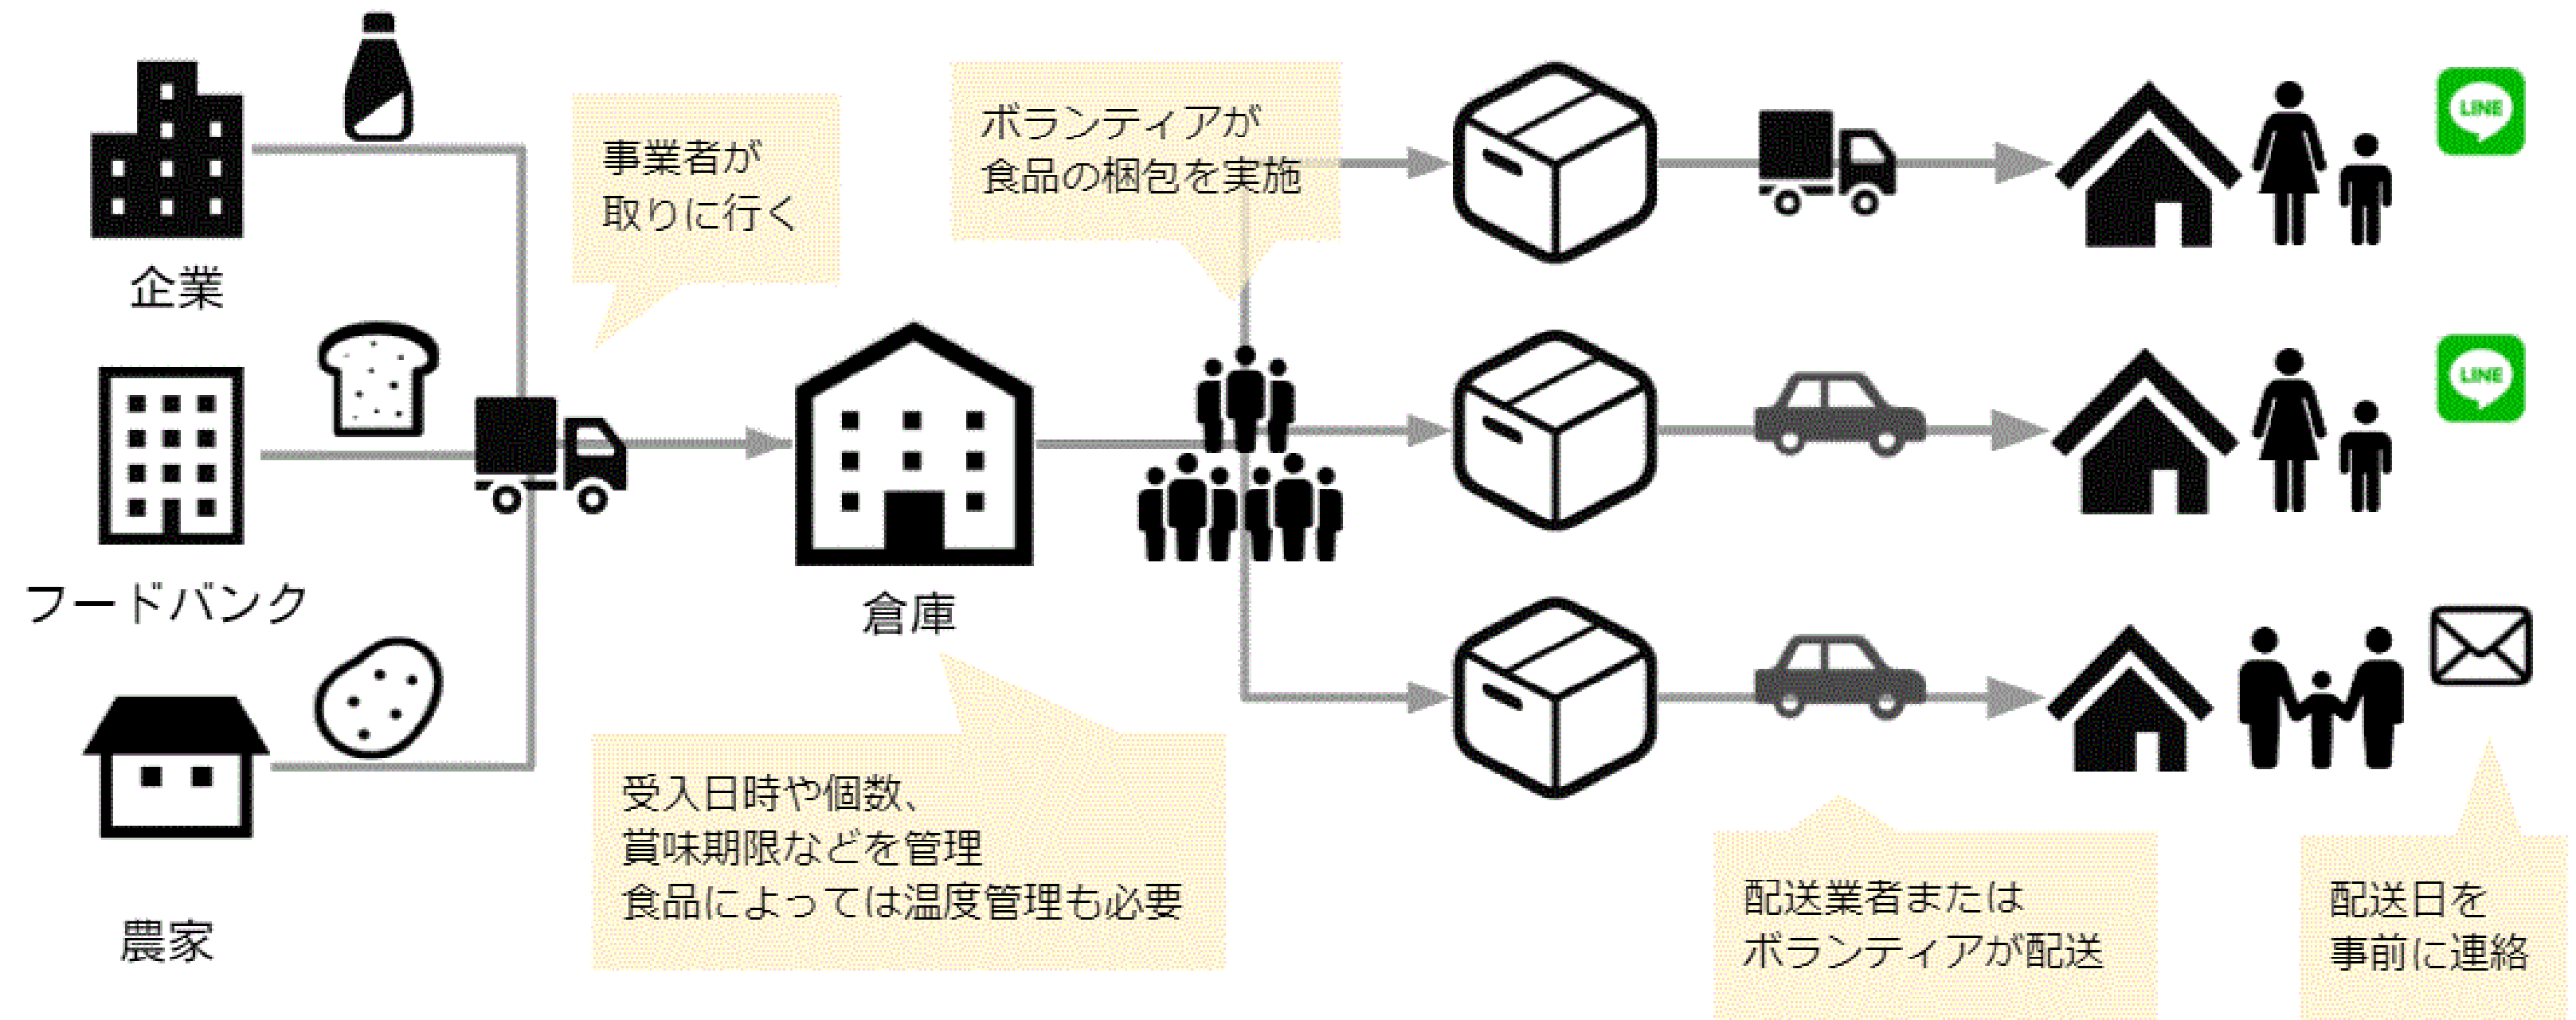 企業
フードバンク
農家
事業者が
取りに行く
倉庫
受入日時や個数、
賞味期限などを管理
食品によっては温度管理も必要
ボランティアが
食品の梱包を実施
配送業者または
ボランティアが配送
LINE
LINE
配送日を
事前に連絡